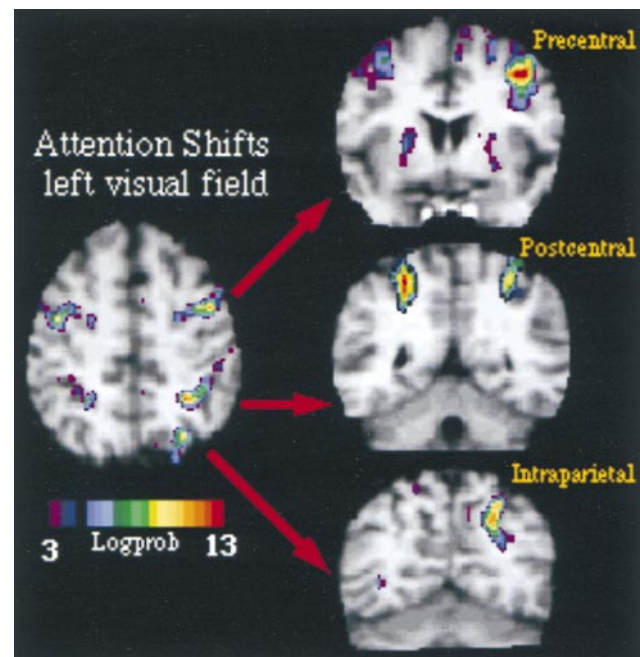 Precentral
Attention Shifts
left visual field
Postcentral
Intraparietal
3 Logprob 13